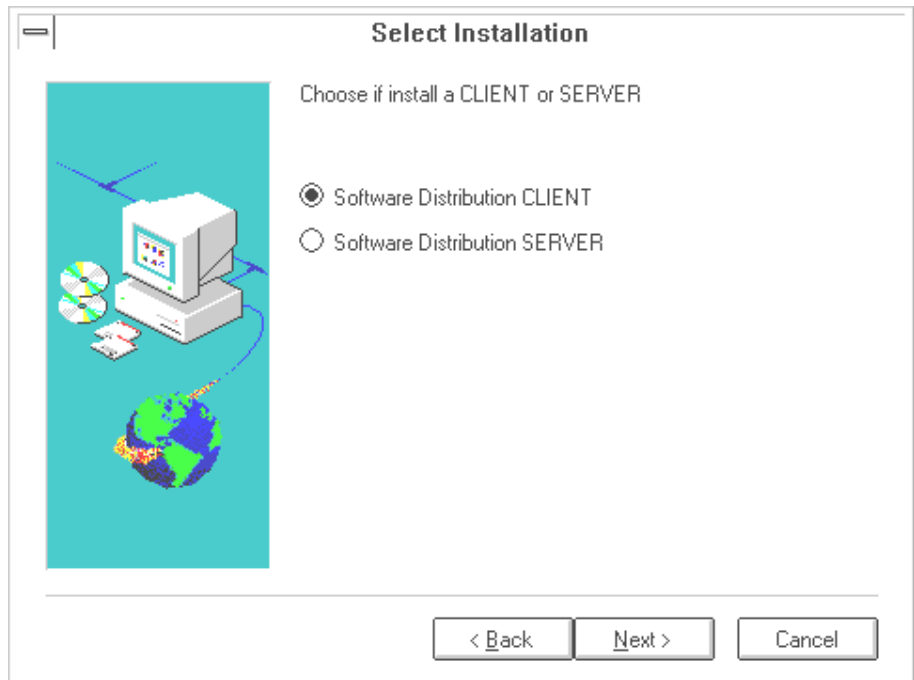 Select Installation
Choose if install a CLIENT or SERVER
Software Distribution CLIENT
Software Distribution SERVER
< Back
Next >
Cancel